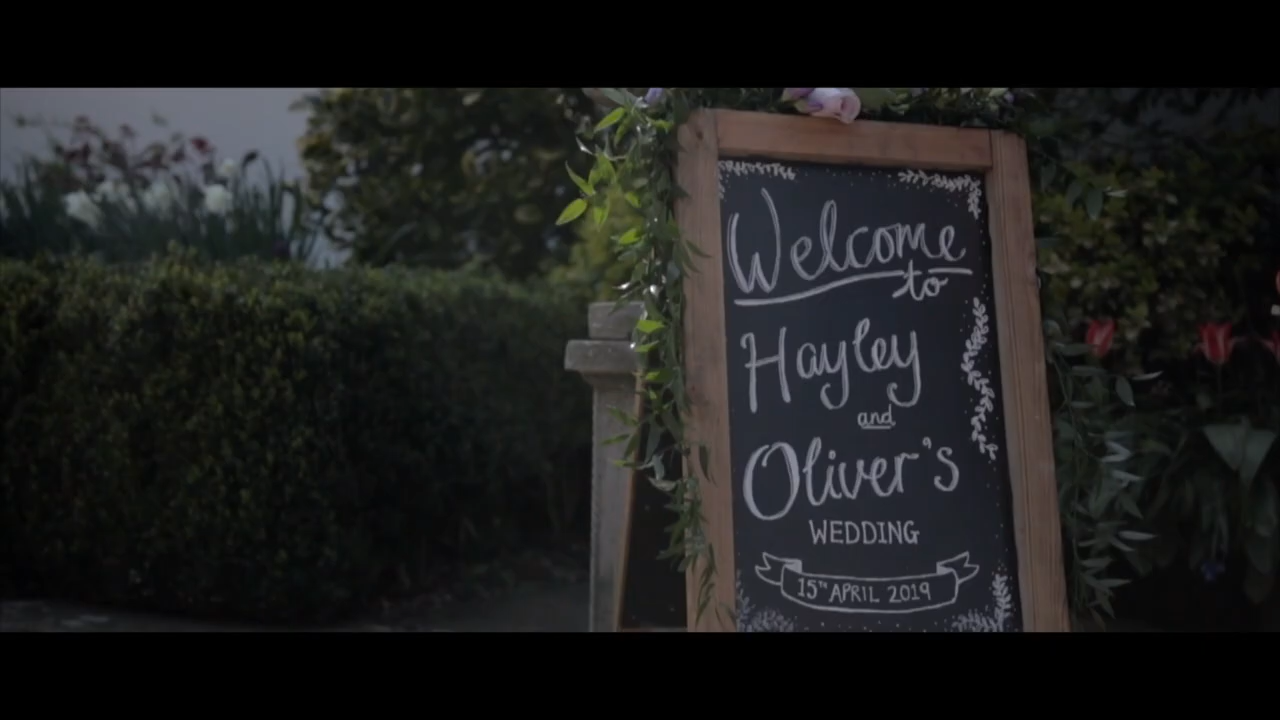 Welcome
to
Hayley
and
Oliver's
WEDDING
15TH APRIL 2019